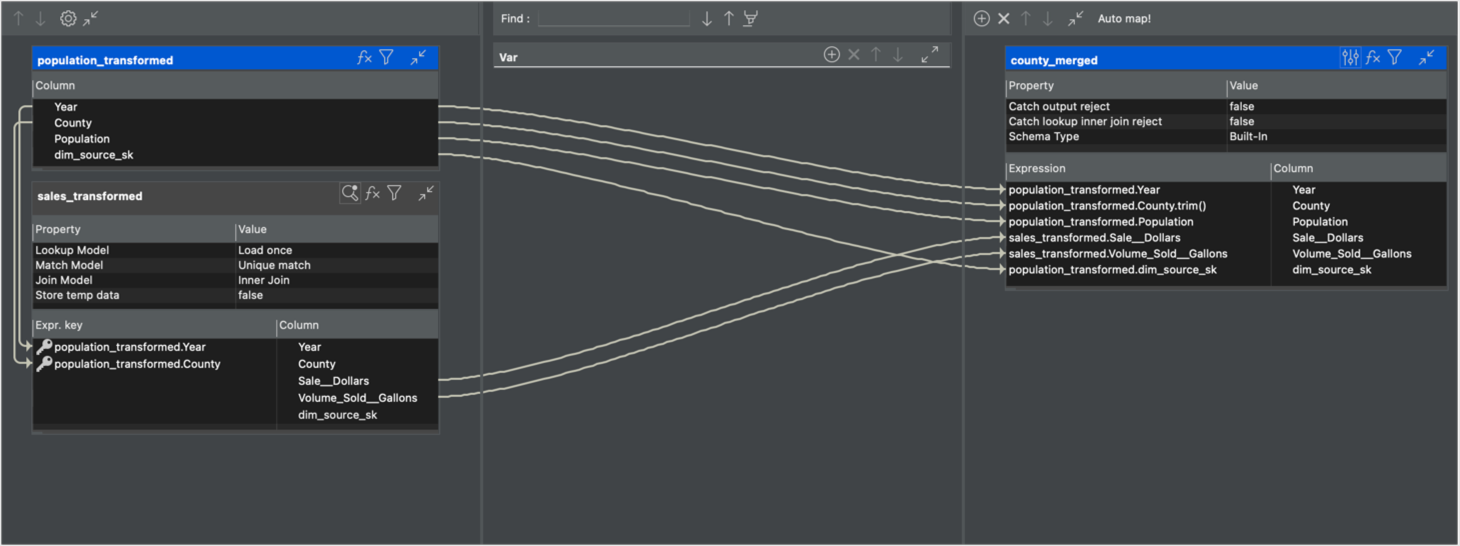 Find :
Auto map!
population_transformed
Column
Year
County
Population
dim_source_sk
sales_transformed
Property Value
Lookup Model Load once
Match Model Unique match
Join Model Inner Join
Store temp data false
Expr. key Column
population_transformed.Year Year
population_transformed.County County
Sale__Dollars
Volume_Sold__Gallons
dim_source_sk
Var
county_merged
Property Value
Catch output reject false
Catch lookup inner join reject false
Schema Type Built-In
Expression Column
population_transformed.Year Year
population_transformed.County.trim() County
population_transformed.Population Population
sales_transformed.Sale__Dollars Sale__Dollars
sales_transformed.Volume_Sold__Gallons Volume_Sold__Gallons
population_transformed.dim_source_sk dim_source_sk